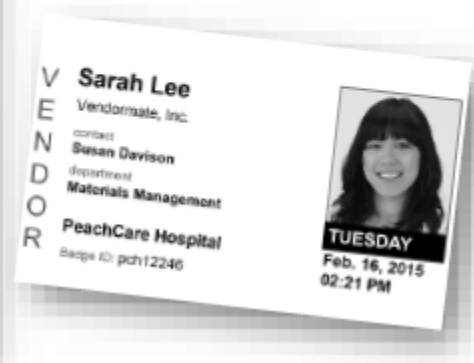 VENDOR
Sarah Lee
Vendormate, Inc.
contact
Susan Davison
department
Materials Management
PeachCare Hospital
Badge ID: pch12246
TUESDAY
Feb. 16, 2015
02:21 PM